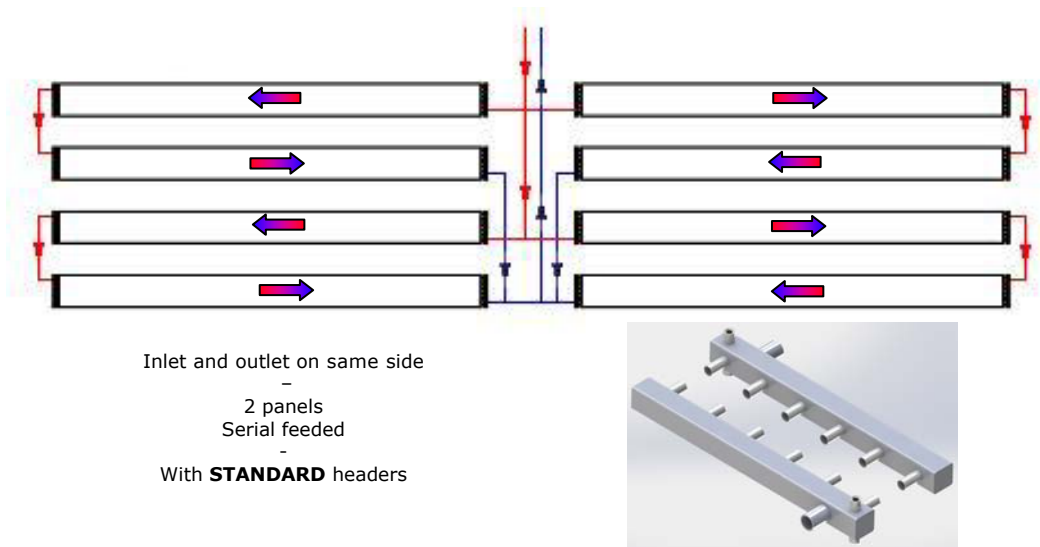 Inlet and outlet on same side
–
2 panels
Serial feeded
-
With STANDARD headers